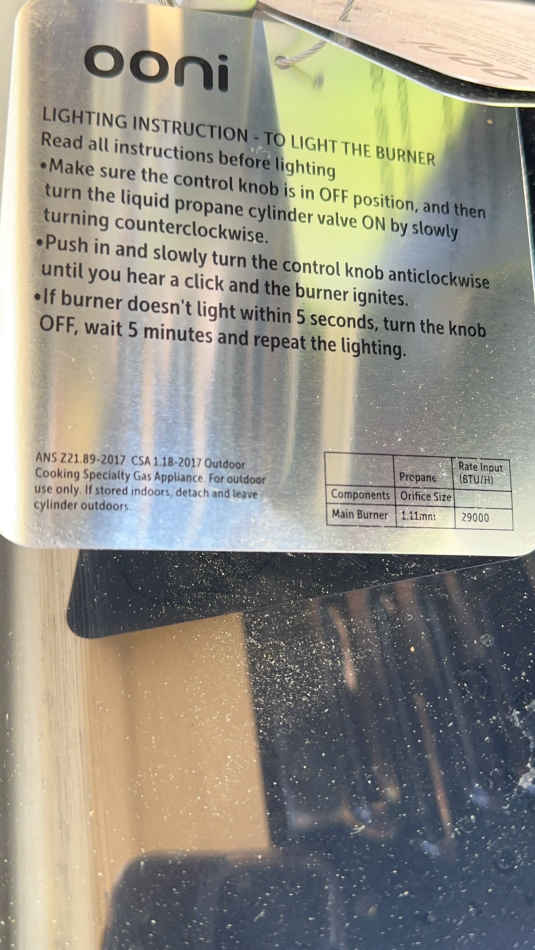 ooni
LIGHTING INSTRUCTION - TO LIGHT THE BURNER
Read all instructions before lighting
•Make sure the control knob is in OFF position, and then
turn the liquid propane cylinder valve ON by slowly
turning counterclockwise.
•Push in and slowly turn the control knob anticlockwise
until you hear a click and the burner ignites.
•If burner doesn't light within 5 seconds, turn the knob
OFF, wait 5 minutes and repeat the lighting.
ANS Z21.89-2017 CSA 1.18-2017 Outdoor
Cooking Specialty Gas Appliance. For outdoor
use only. If stored indoors, detach and leave
cylinder outdoors.
Propane Rate Input (BTU/H)
Components Orifice Size
Main Burner 1.11mm 29000
ooni